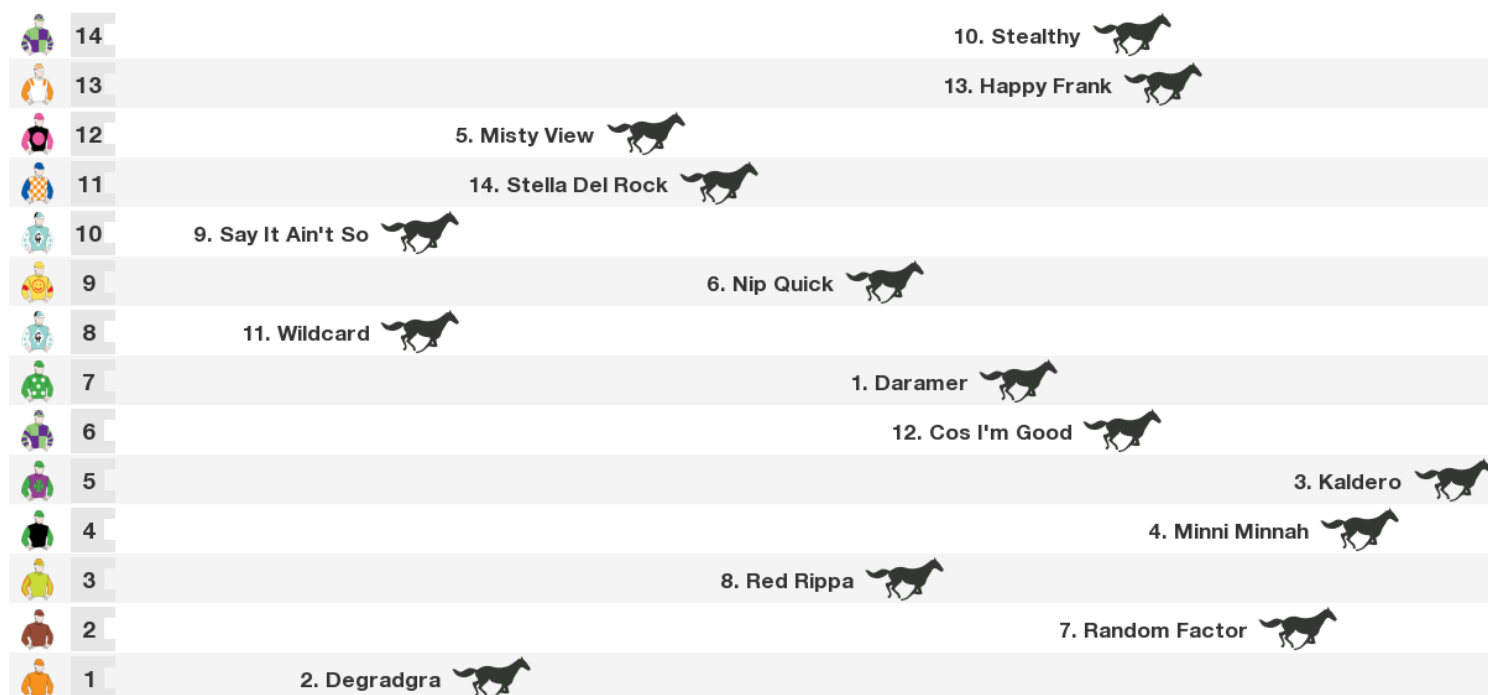 14 10. Stealthy
13 13. Happy Frank
12 5. Misty View
11 14. Stella Del Rock
10 9. Say It Ain't So
9 6. Nip Quick
8 11. Wildcard
7 1. Daramer
6 12. Cos I'm Good
5 3. Kaldero
4 4. Minni Minnah
3 8. Red Rippa
2 7. Random Factor
1 2. Degradgra